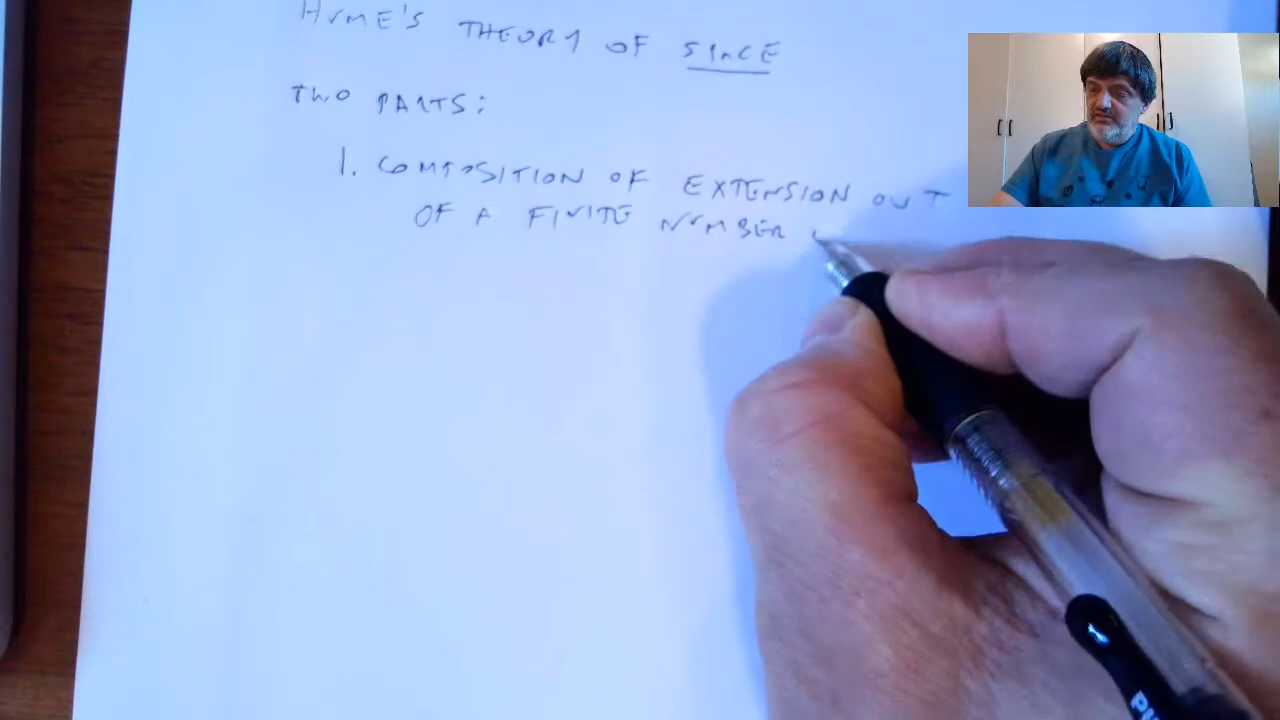 HUME'S THEORY OF SPACE
TWO PARTS:
1. COMPOSITION OF EXTENSION OUT
OF A FINITE NUMBER